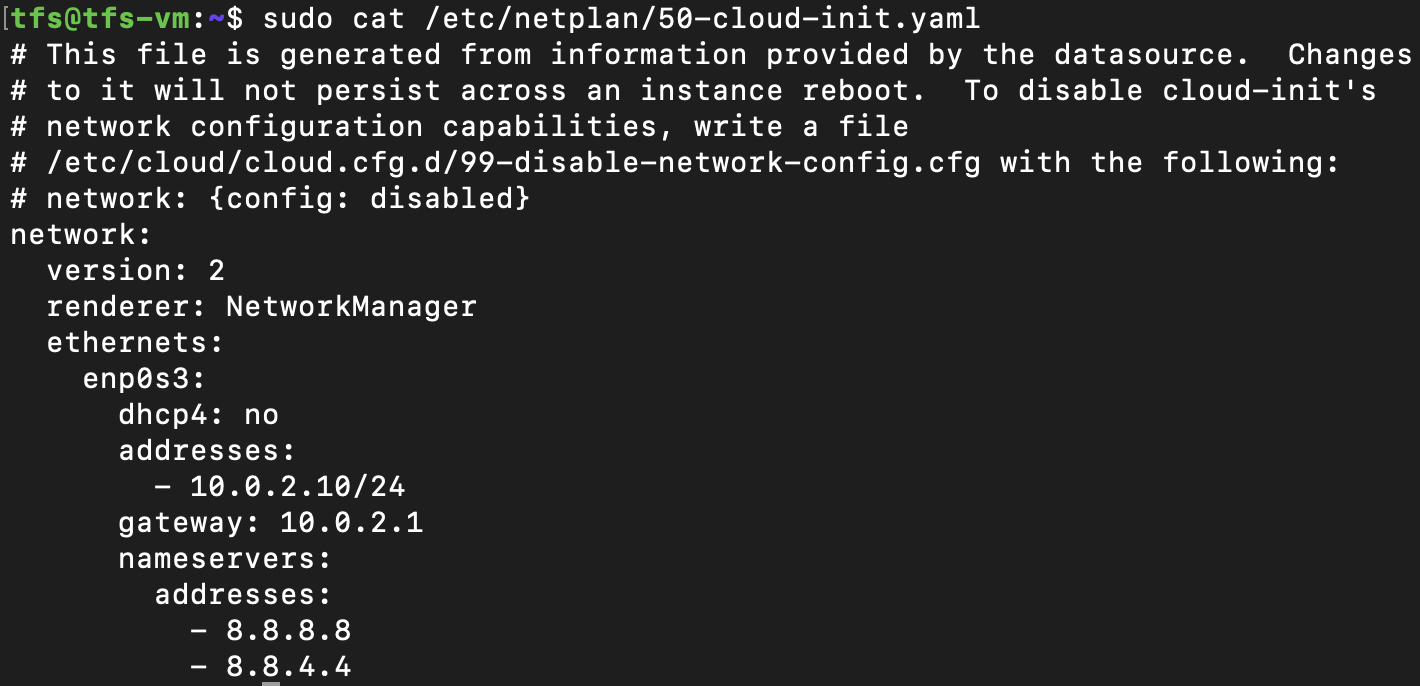 [tfs@tfs-vm:~$ sudo cat /etc/netplan/50-cloud-init.yaml
# This file is generated from information provided by the datasource.  Changes
# to it will not persist across an instance reboot.  To disable cloud-init's
# network configuration capabilities, write a file
# /etc/cloud/cloud.cfg.d/99-disable-network-config.cfg with the following:
# network: {config: disabled}
network:
  version: 2
  renderer: NetworkManager
  ethernets:
    enp0s3:
      dhcp4: no
      addresses:
        - 10.0.2.10/24
      gateway: 10.0.2.1
      nameservers:
        addresses:
          - 8.8.8.8
          - 8.8.4.4